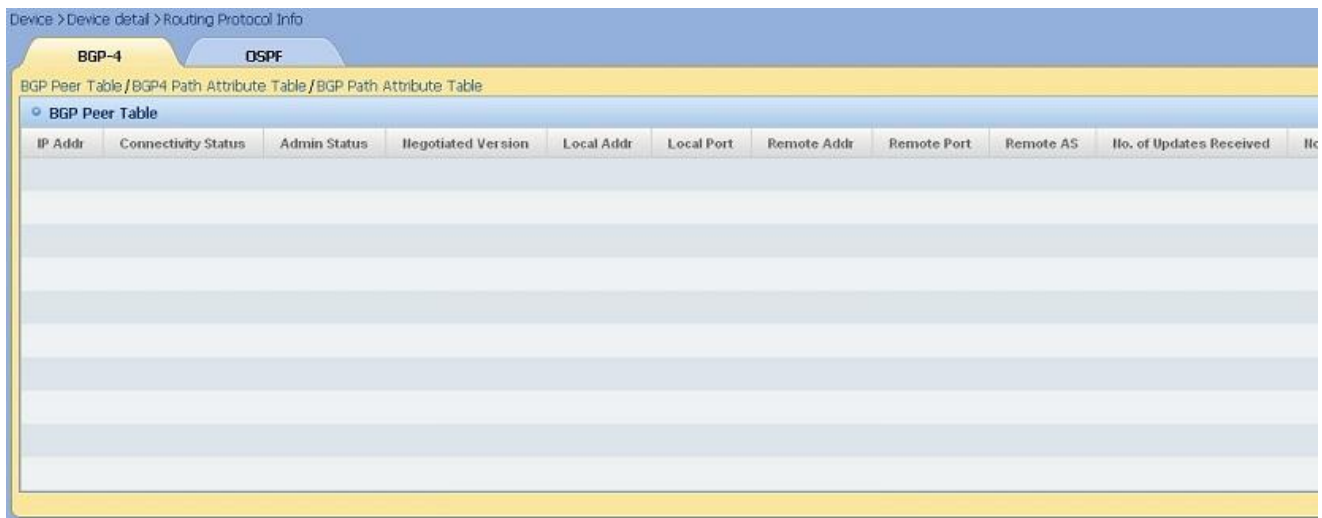 Device >Device detail >Routing Protocol Info
BGP-4 OSPF
BGP Peer Table/BGP4 Path Attribute Table/BGP Path Attribute Table
BGP Peer Table
IP Addr Connectivity Status Admin Status Negotiated Version Local Addr Local Port Remote Addr Remote Port Remote AS No. of Updates Received